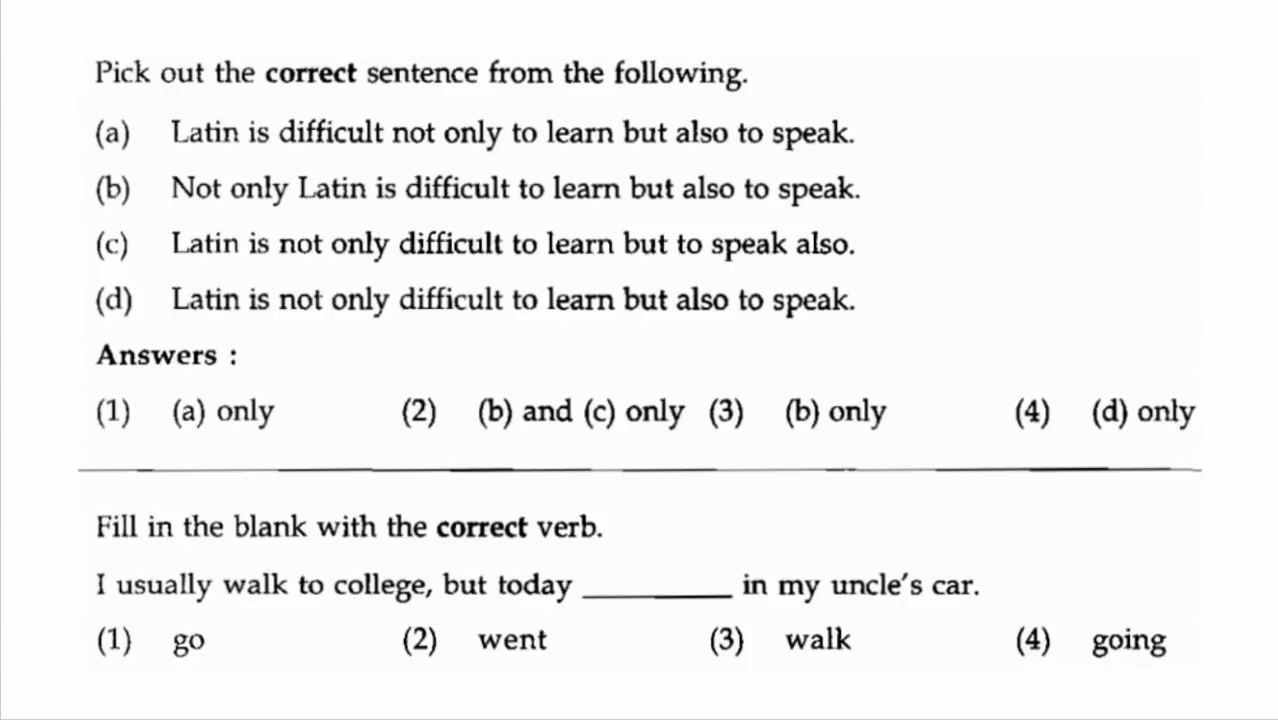 Pick out the correct sentence from the following.
(a) Latin is difficult not only to learn but also to speak.
(b) Not only Latin is difficult to learn but also to speak.
(c) Latin is not only difficult to learn but to speak also.
(d) Latin is not only difficult to learn but also to speak.
Answers :
(1) (a) only (2) (b) and (c) only (3) (b) only (4) (d) only
Fill in the blank with the correct verb.
I usually walk to college, but today __________ in my uncle's car.
(1) go (2) went (3) walk (4) going